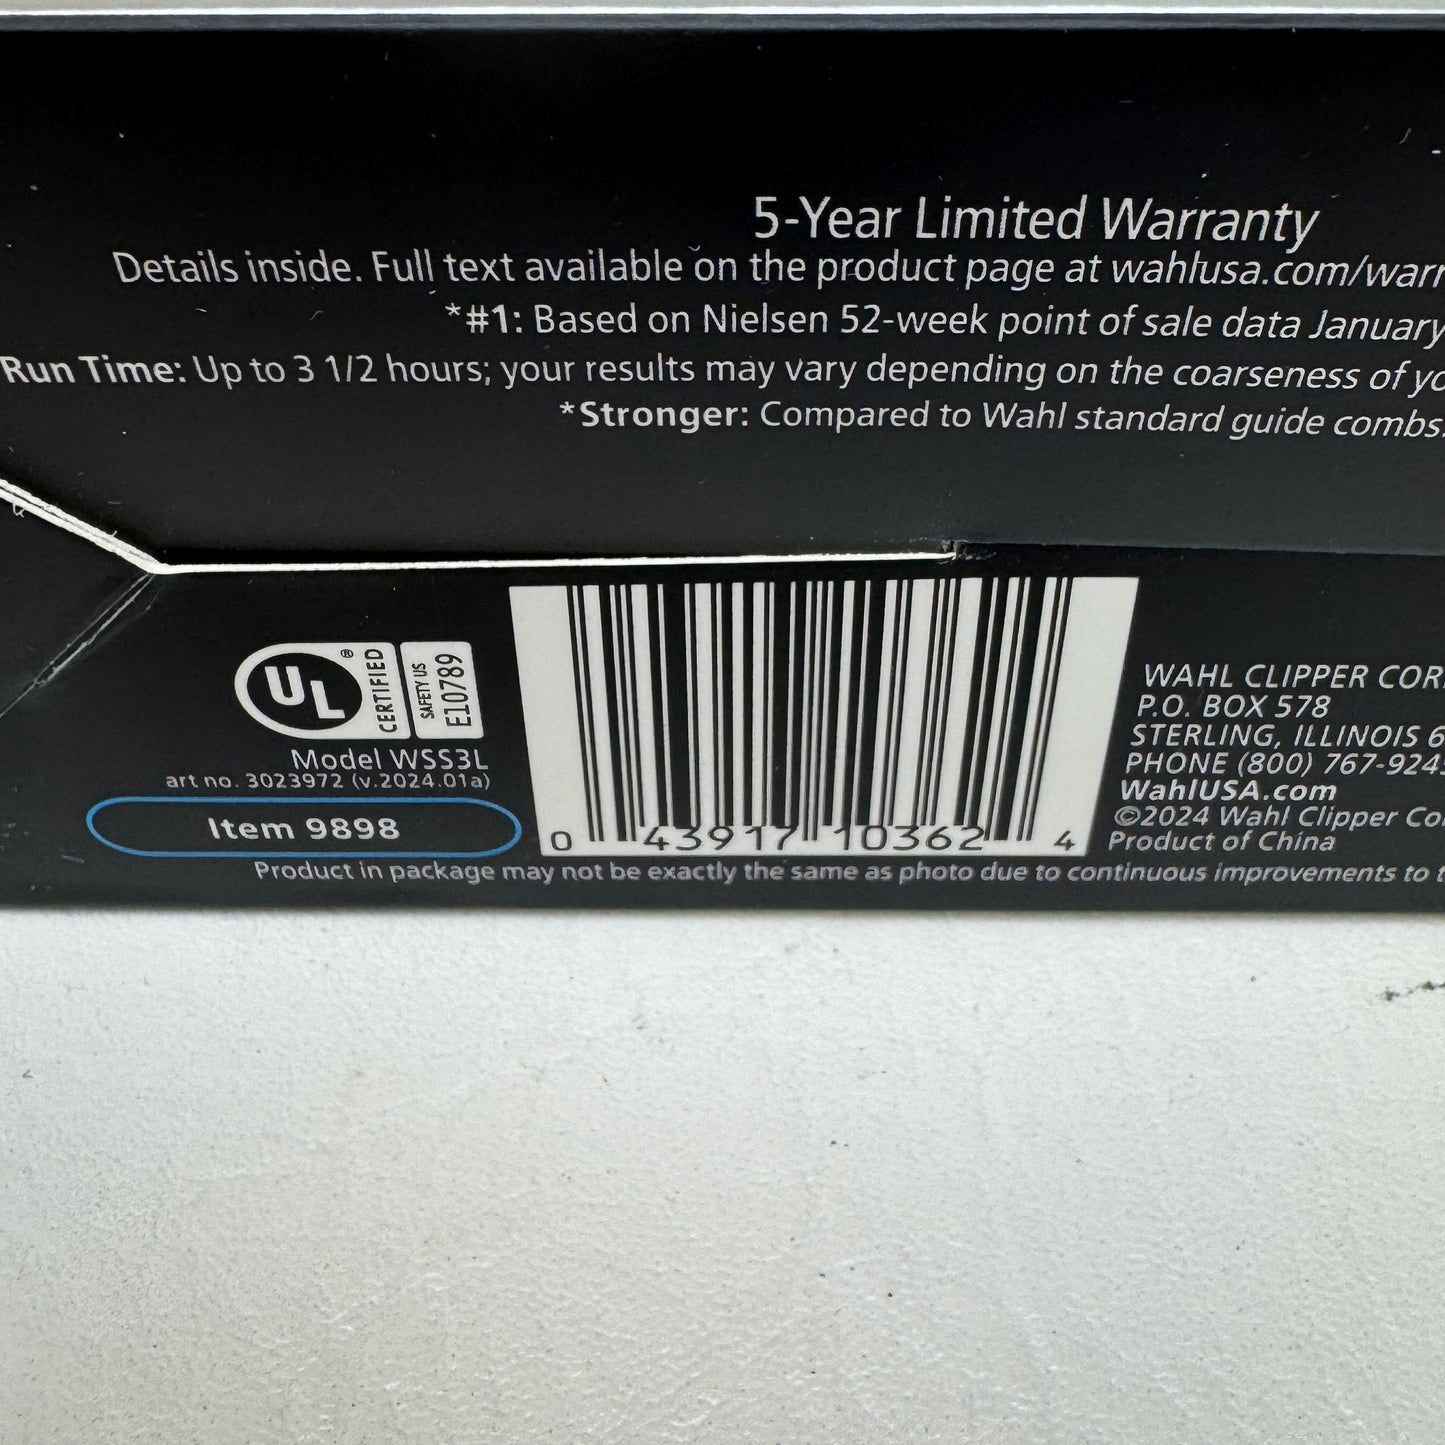 5-Year Limited Warranty
Details inside. Full text available on the product page at wahlusa.com/warr
*#1: Based on Nielsen 52-week point of sale data January
Run Time: Up to 3 1/2 hours; your results may vary depending on the coarseness of yo
*Stronger: Compared to Wahl standard guide combs.
UL® CERTIFIED
SAFETY US
E10789
Model WSS3L
art no. 3023972 (v.2024.01a)
Item 9898
0 43917 10362 4
WAHL CLIPPER COR
P.O. BOX 578
STERLING, ILLINOIS 6
PHONE (800) 767-9245
WahlUSA.com
©2024 Wahl Clipper Co
Product of China
Product in package may not be exactly the same as photo due to continuous improvements to t